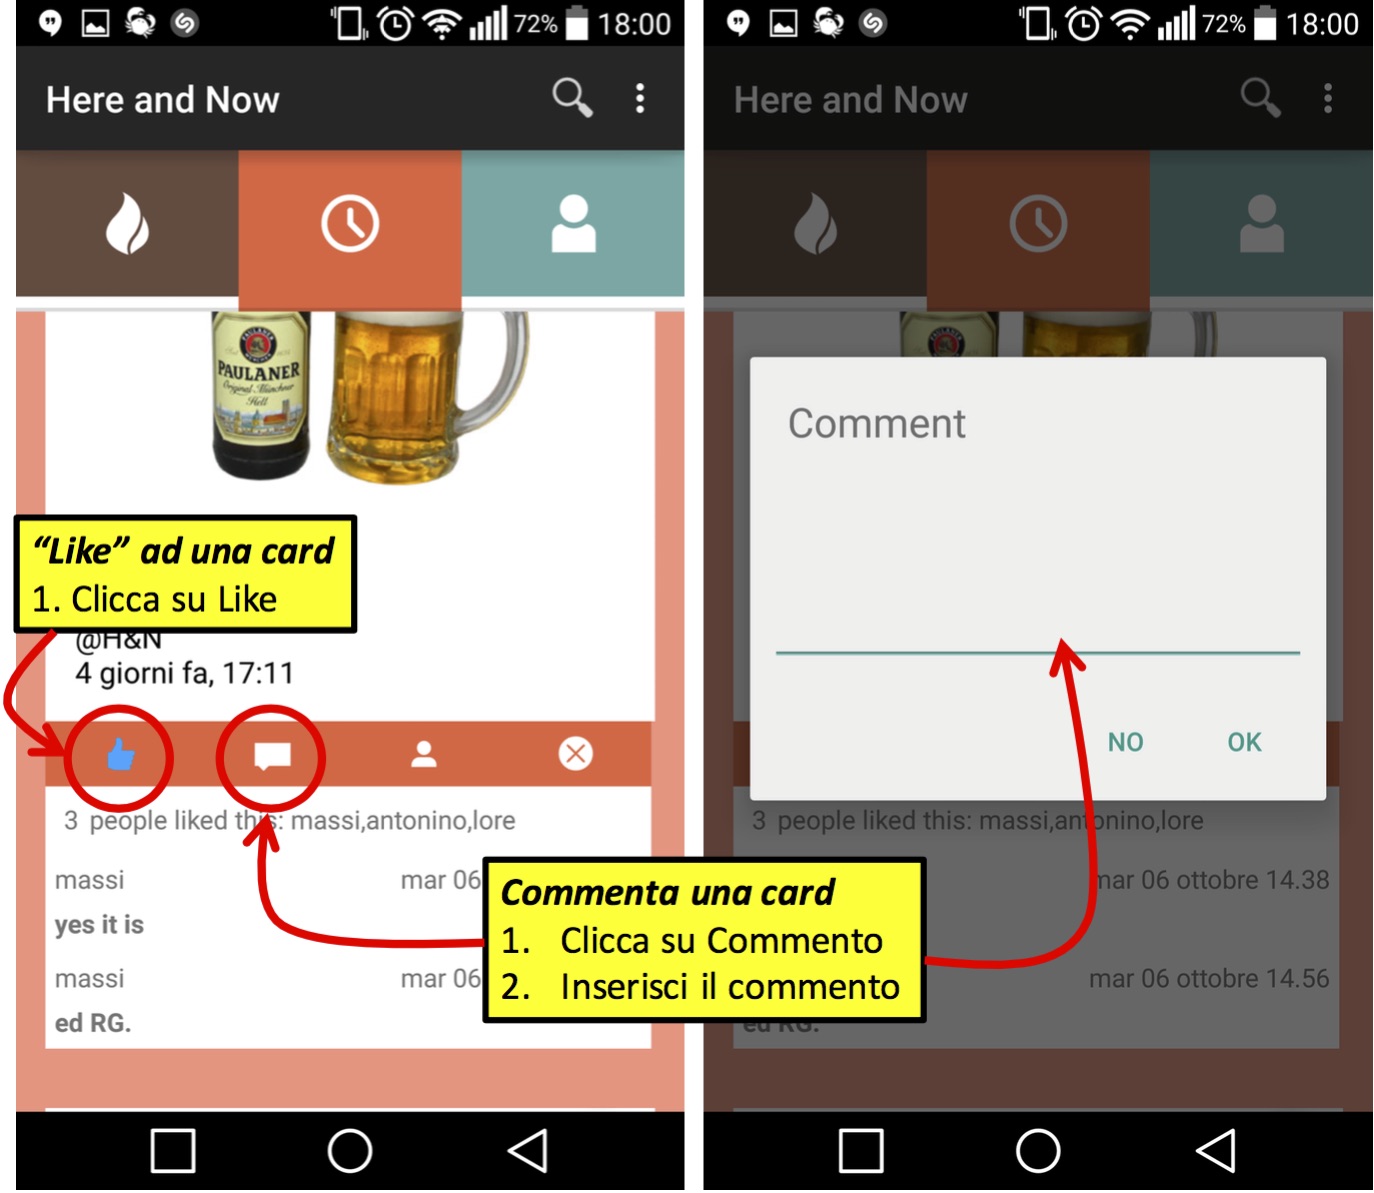 72% 18:00
Here and Now
PAULANER
Original Münchner
Hell
“Like” ad una card
1. Clicca su Like
@H&N
4 giorni fa, 17:11
3 people liked this: massi,antonino,lore
massi mar 06
yes it is
massi mar 06
ed RG.
Commenta una card
1. Clicca su Commento
2. Inserisci il commento
72% 18:00
Here and Now
Comment
NO OK
3 people liked this: massi,antonino,lore
mar 06 ottobre 14.38
mar 06 ottobre 14.56
ed RG.